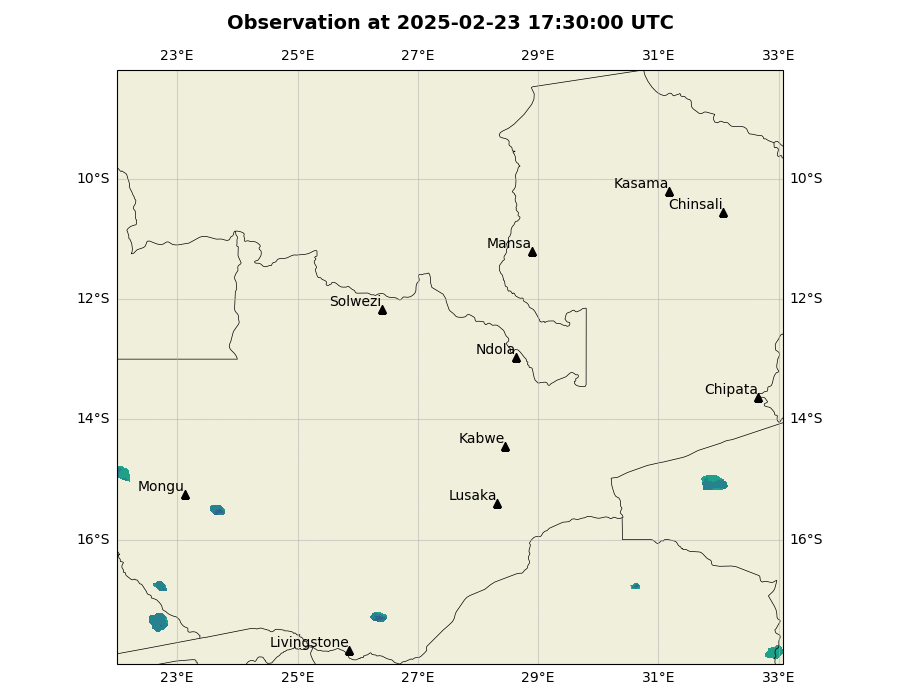 Observation at 2025-02-23 17:30:00 UTC
23°E 25°E 27°E 29°E 31°E 33°E
10°S 10°S
Kasama
Chinsali
Mansa
12°S 12°S
Solwezi
Ndola
Chipata
14°S 14°S
Kabwe
Mongu
Lusaka
16°S 16°S
Livingstone
23°E 25°E 27°E 29°E 31°E 33°E